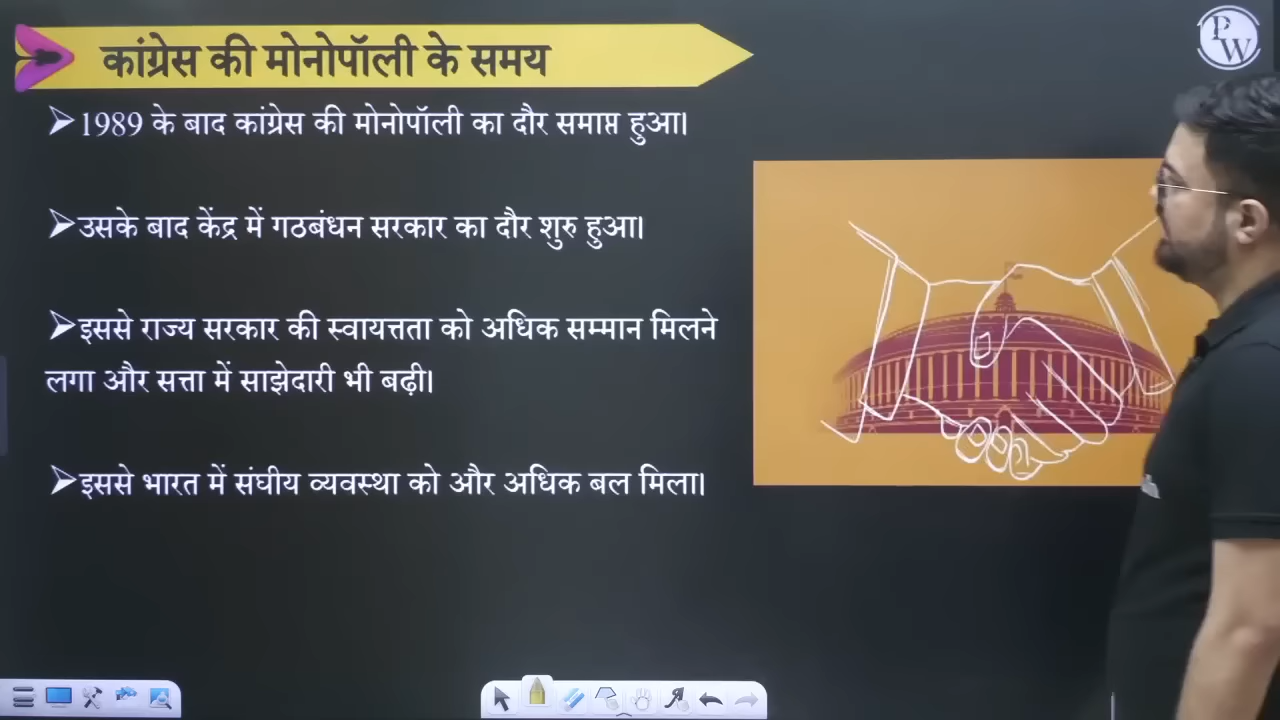 कांग्रेस की मोनोपॉली के समय
PW
➢1989 के बाद कांग्रेस की मोनोपॉली का दौर समाप्त हुआ।
➢उसके बाद केंद्र में गठबंधन सरकार का दौर शुरु हुआ।
➢इससे राज्य सरकार की स्वायत्तता को अधिक सम्मान मिलने
लगा और सत्ता में साझेदारी भी बढ़ी।
➢इससे भारत में संघीय व्यवस्था को और अधिक बल मिला।